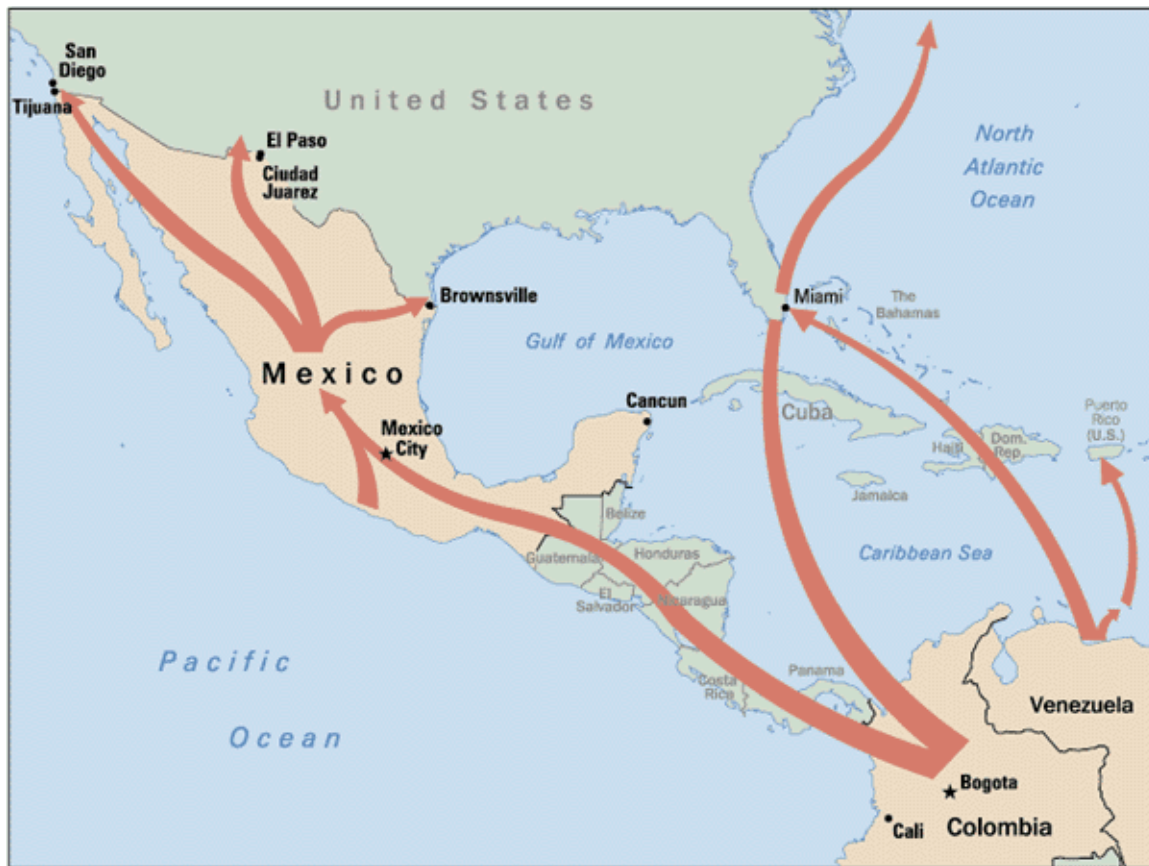 San
Diego
Tijuana
United States
El Paso
Ciudad
Juarez
North
Atlantic
Ocean
Brownsville
Miami
The
Bahamas
Gulf of Mexico
Mexico
Cancun
Cuba
Puerto
Rico
(U.S.)
Mexico
City
Haiti
Dom.
Rep.
Jamaica
Belize
Guatemala
Honduras
Caribbean Sea
El
Salvador
Nicaragua
Pacific
Ocean
Costa
Rica
Panama
Venezuela
Bogota
Cali
Colombia